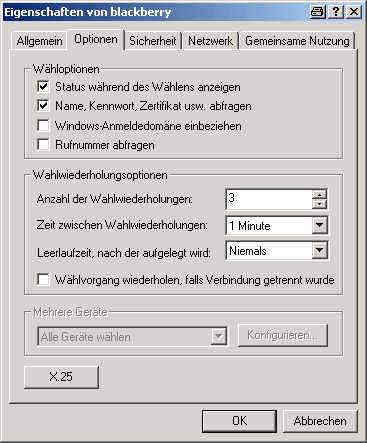 Eigenschaften von blackberry
Allgemein Optionen Sicherheit Netzwerk Gemeinsame Nutzung
Wähloptionen
Status während des Wählens anzeigen
Name, Kennwort, Zertifikat usw. abfragen
Windows-Anmeldedomäne einbeziehen
Rufnummer abfragen
Wahlwiederholungsoptionen
Anzahl der Wahlwiederholungen: 3
Zeit zwischen Wahlwiederholungen: 1 Minute
Leerlaufzeit, nach der aufgelegt wird: Niemals
Wählvorgang wiederholen, falls Verbindung getrennt wurde
Mehrere Geräte
Alle Geräte wählen Konfigurieren...
X.25
OK Abbrechen